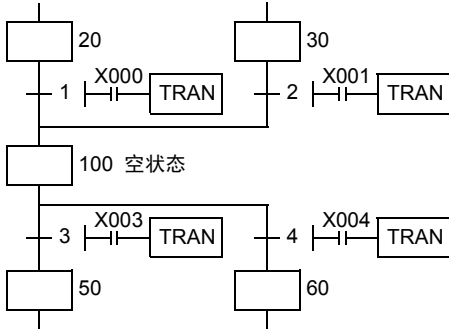 20 30
X000 X001
1 TRAN 2 TRAN
100 空状态
X003 X004
3 TRAN 4 TRAN
50 60